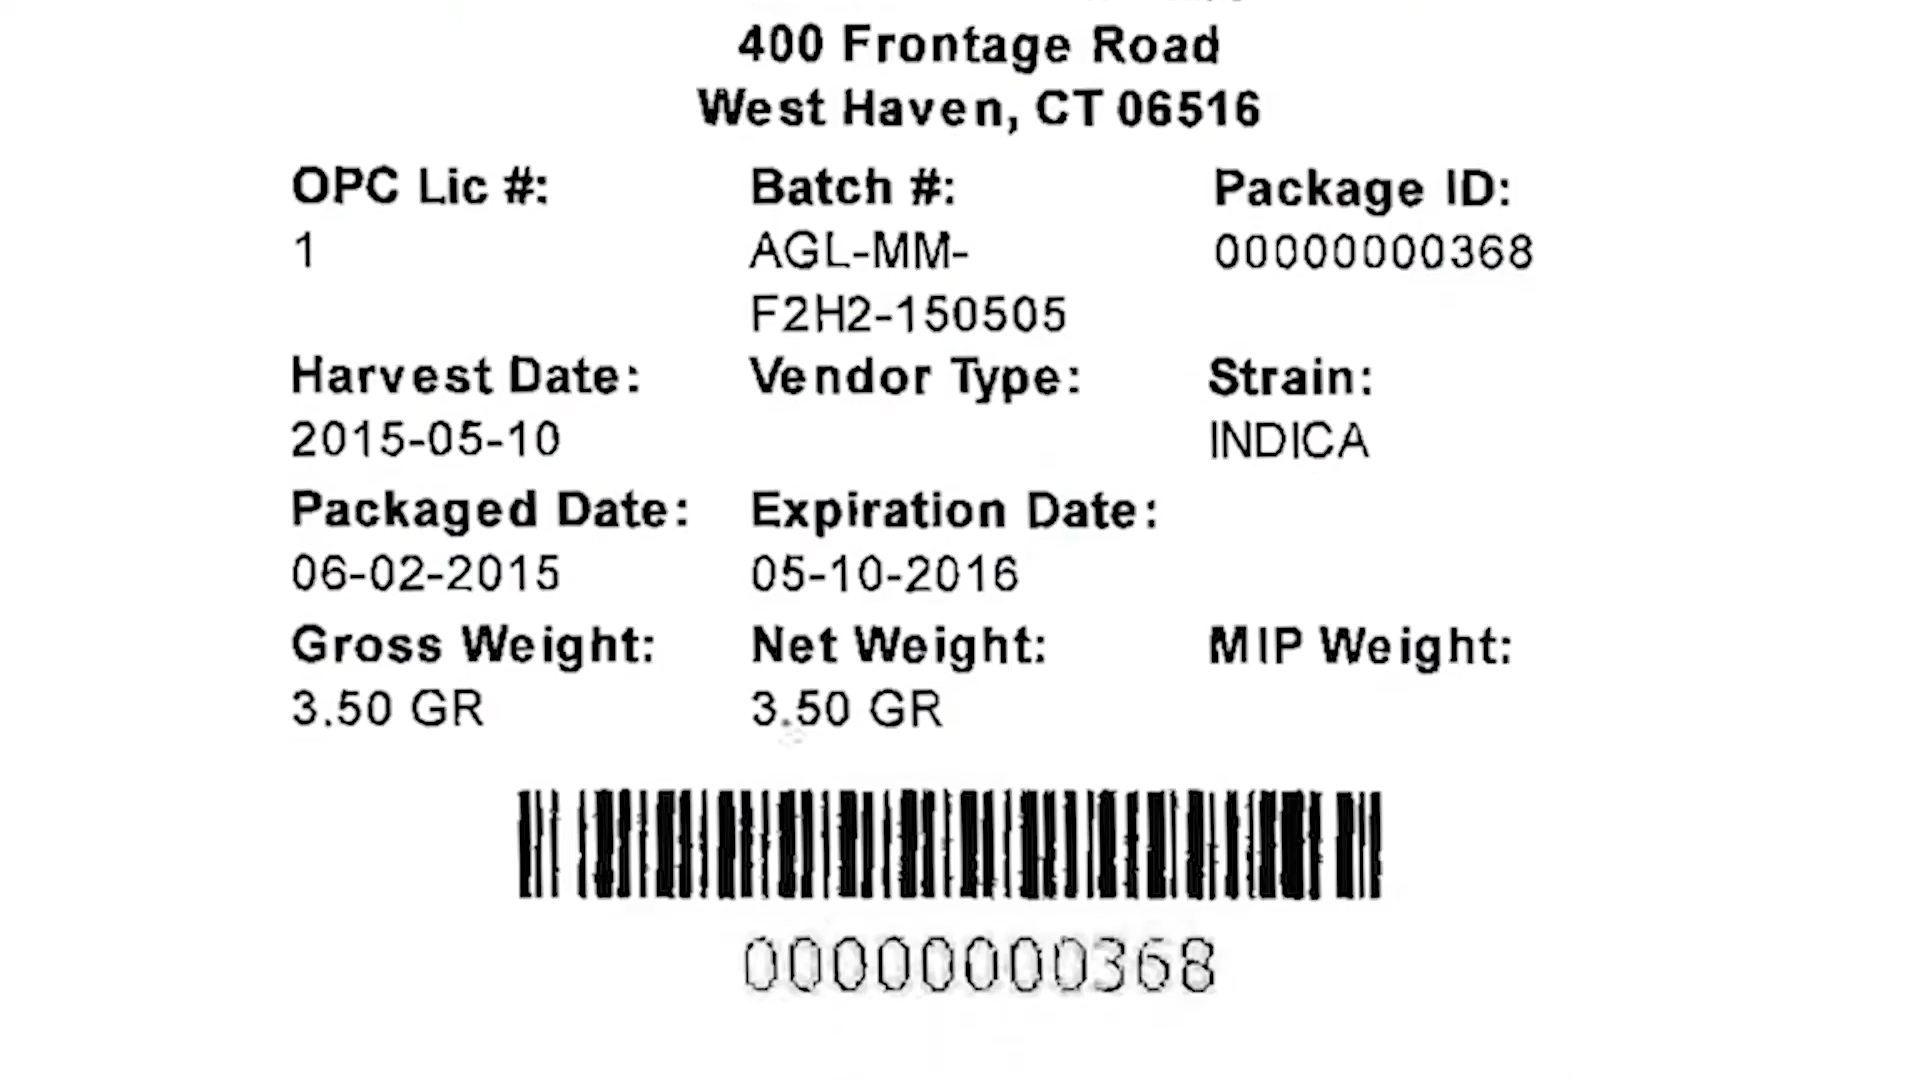 400 Frontage Road
West Haven, CT 06516
OPC Lic #: Batch #: Package ID:
1 AGL-MM- 00000000368
F2H2-150505
Harvest Date: Vendor Type: Strain:
2015-05-10 INDICA
Packaged Date: Expiration Date:
06-02-2015 05-10-2016
Gross Weight: Net Weight: MIP Weight:
3.50 GR 3.50 GR
00000000368